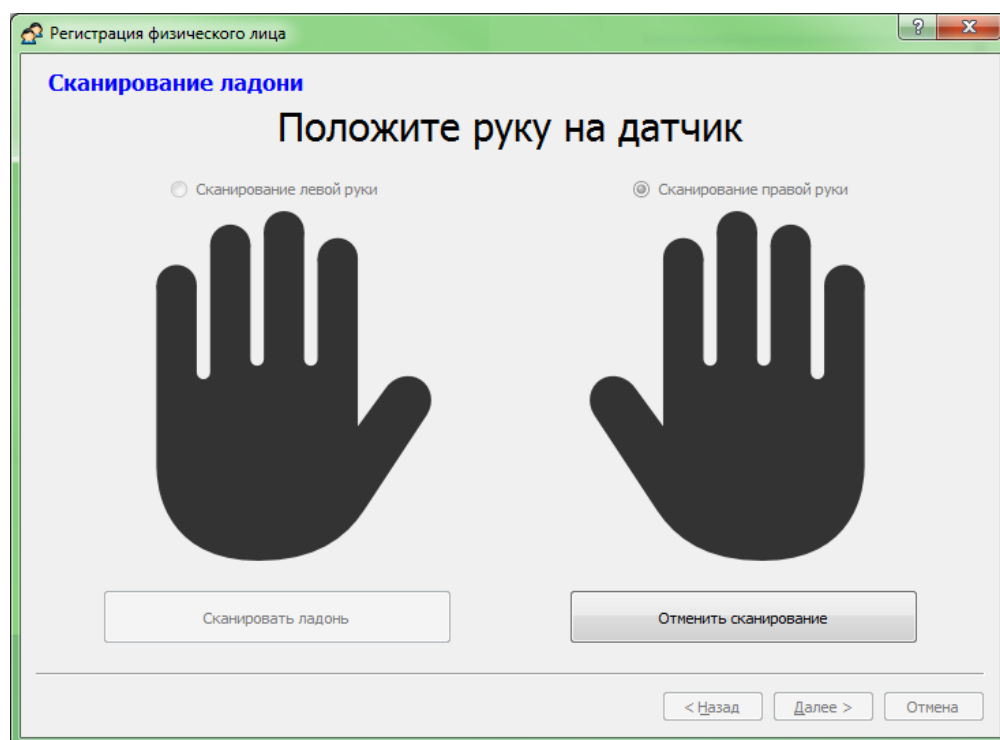 Регистрация физического лица
Сканирование ладони
Положите руку на датчик
Сканирование левой руки
Сканирование правой руки
Сканировать ладонь
Отменить сканирование
< Назад
Далее >
Отмена